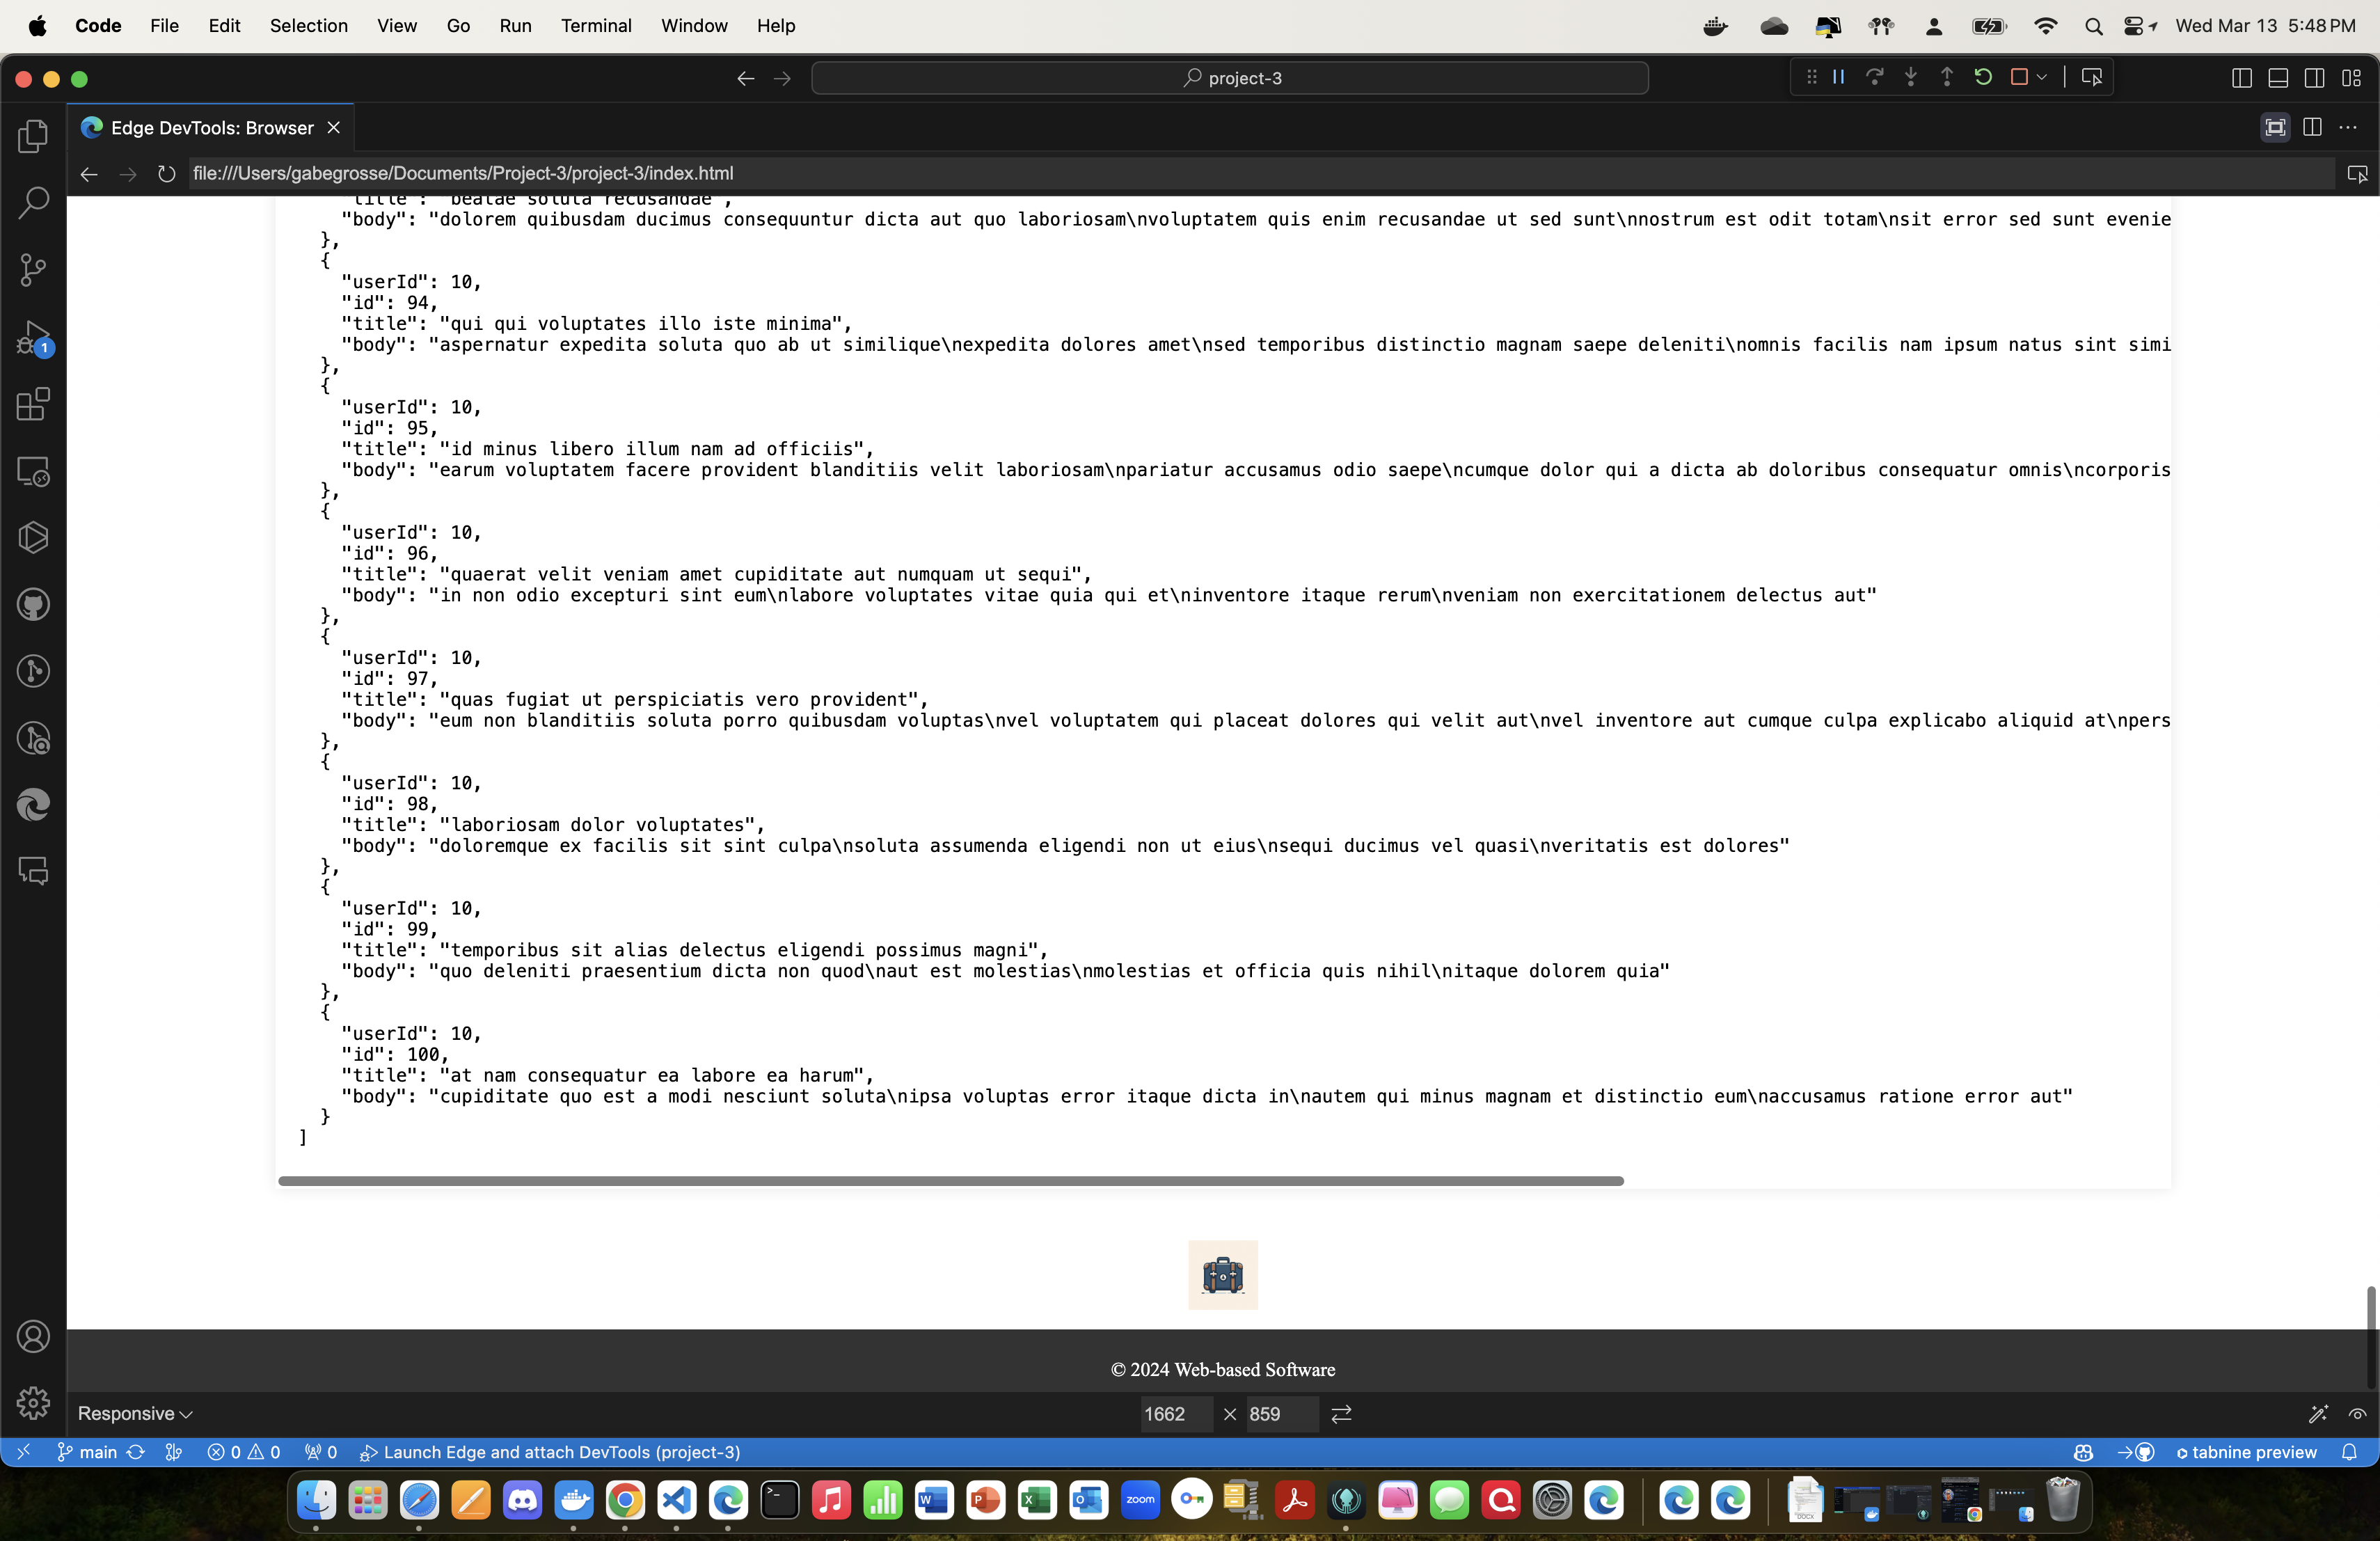 Code File Edit Selection View Go Run Terminal Window Help Wed Mar 13 5:48 PM
project-3
Edge DevTools: Browser
file:///Users/gabegrosse/Documents/Project-3/project-3/index.html
"title": "beatae soluta recusandae",
"body": "dolorem quibusdam ducimus consequuntur dicta aut quo laboriosam\nvoluptatem quis enim recusandae ut sed sunt\nnostrum est odit totam\nsit error sed sunt evenie
},
{
"userId": 10,
"id": 94,
"title": "qui qui voluptates illo iste minima",
"body": "aspernatur expedita soluta quo ab ut similique\nexpedita dolores amet\nsed temporibus distinctio magnam saepe deleniti\nomnis facilis nam ipsum natus sint simi
},
{
"userId": 10,
"id": 95,
"title": "id minus libero illum nam ad officiis",
"body": "earum voluptatem facere provident blanditiis velit laboriosam\npariatur accusamus odio saepe\ncumque dolor qui a dicta ab doloribus consequatur omnis\ncorporis
},
{
"userId": 10,
"id": 96,
"title": "quaerat velit veniam amet cupiditate aut numquam ut sequi",
"body": "in non odio excepturi sint eum\nlabore voluptates vitae quia qui et\ninventore itaque rerum\nveniam non exercitationem delectus aut"
},
{
"userId": 10,
"id": 97,
"title": "quas fugiat ut perspiciatis vero provident",
"body": "eum non blanditiis soluta porro quibusdam voluptas\nvel voluptatem qui placeat dolores qui velit aut\nvel inventore aut cumque culpa explicabo aliquid at\npers
},
{
"userId": 10,
"id": 98,
"title": "laboriosam dolor voluptates",
"body": "doloremque ex facilis sit sint culpa\nsoluta assumenda eligendi non ut eius\nsequi ducimus vel quasi\nveritatis est dolores"
},
{
"userId": 10,
"id": 99,
"title": "temporibus sit alias delectus eligendi possimus magni",
"body": "quo deleniti praesentium dicta non quod\naut est molestias\nmolestias et officia quis nihil\nitaque dolorem quia"
},
{
"userId": 10,
"id": 100,
"title": "at nam consequatur ea labore ea harum",
"body": "cupiditate quo est a modi nesciunt soluta\nipsa voluptas error itaque dicta in\nautem qui minus magnam et distinctio eum\naccusamus ratione error aut"
}
]
1
© 2024 Web-based Software
Responsive 1662 × 859
main 0 0 0 Launch Edge and attach DevTools (project-3) tabnine preview
zoom
DOCX